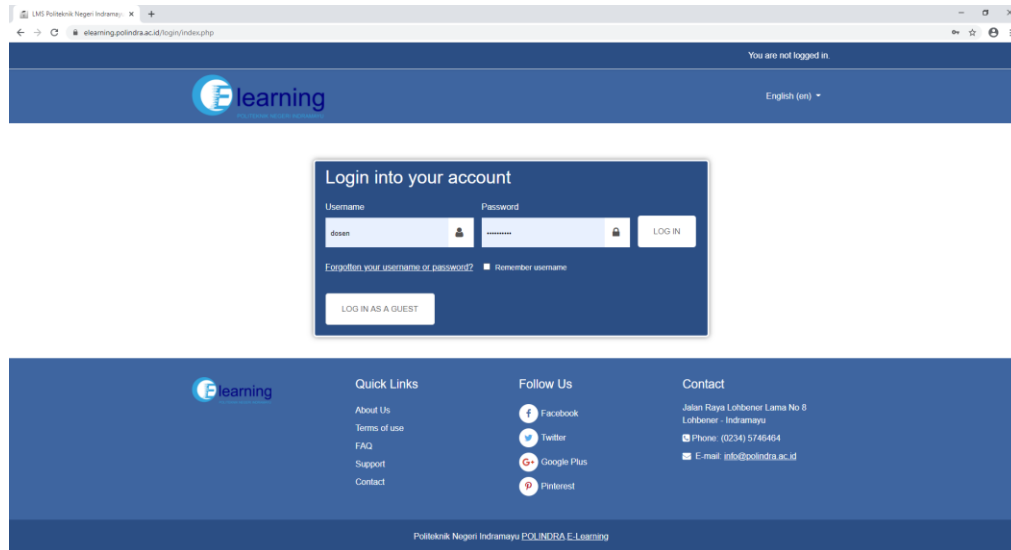 LMS Politeknik Negeri Indramayu
elearning.polindra.ac.id/login/index.php
You are not logged in.
Elearning
English (en)
Login into your account
Username
Password
dosen
LOG IN
Forgotten your username or password?
Remember username
LOG IN AS A GUEST
Elearning
Quick Links
About Us
Terms of use
FAQ
Support
Contact
Follow Us
Facebook
Twitter
Google Plus
Pinterest
Contact
Jalan Raya Lohbener Lama No 8
Lohbener - Indramayu
Phone: (0234) 5746464
E-mail: info@polindra.ac.id
Politeknik Negeri Indramayu POLINDRA E-Learning